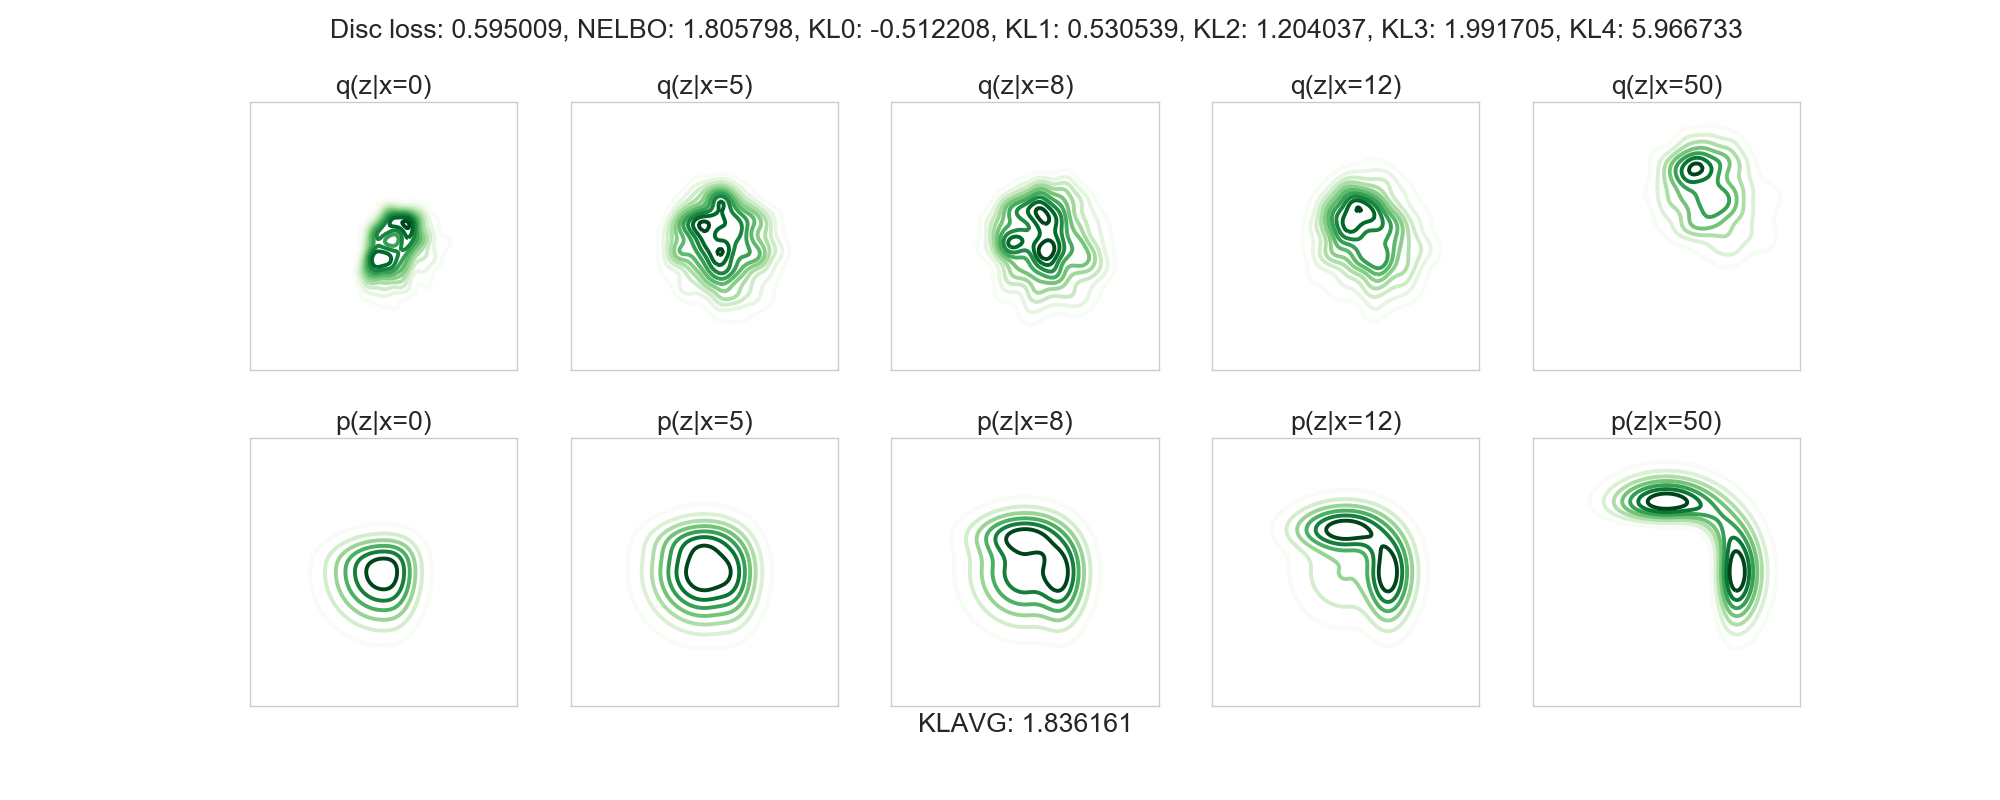 Disc loss: 0.595009, NELBO: 1.805798, KL0: -0.512208, KL1: 0.530539, KL2: 1.204037, KL3: 1.991705, KL4: 5.966733
q(z|x=0) q(z|x=5) q(z|x=8) q(z|x=12) q(z|x=50)
p(z|x=0) p(z|x=5) p(z|x=8) p(z|x=12) p(z|x=50)
KLAVG: 1.836161